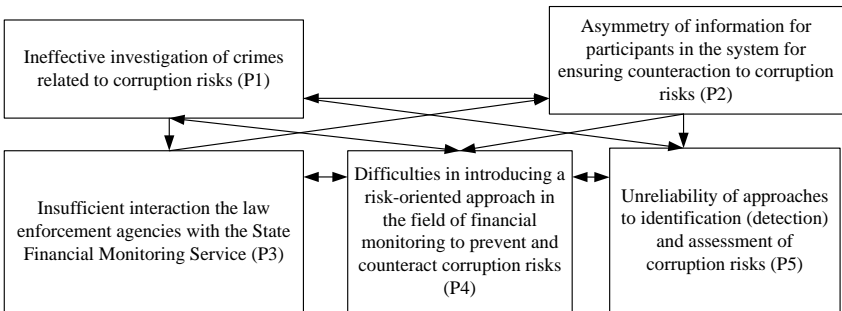 Ineffective investigation of crimes
related to corruption risks (P1)
Asymmetry of information for
participants in the system for
ensuring counteraction to corruption
risks (P2)
Insufficient interaction the law
enforcement agencies with the State
Financial Monitoring Service (P3)
Difficulties in introducing a
risk-oriented approach in
the field of financial
monitoring to prevent and
counteract corruption risks
(P4)
Unreliability of approaches
to identification (detection)
and assessment of
corruption risks (P5)